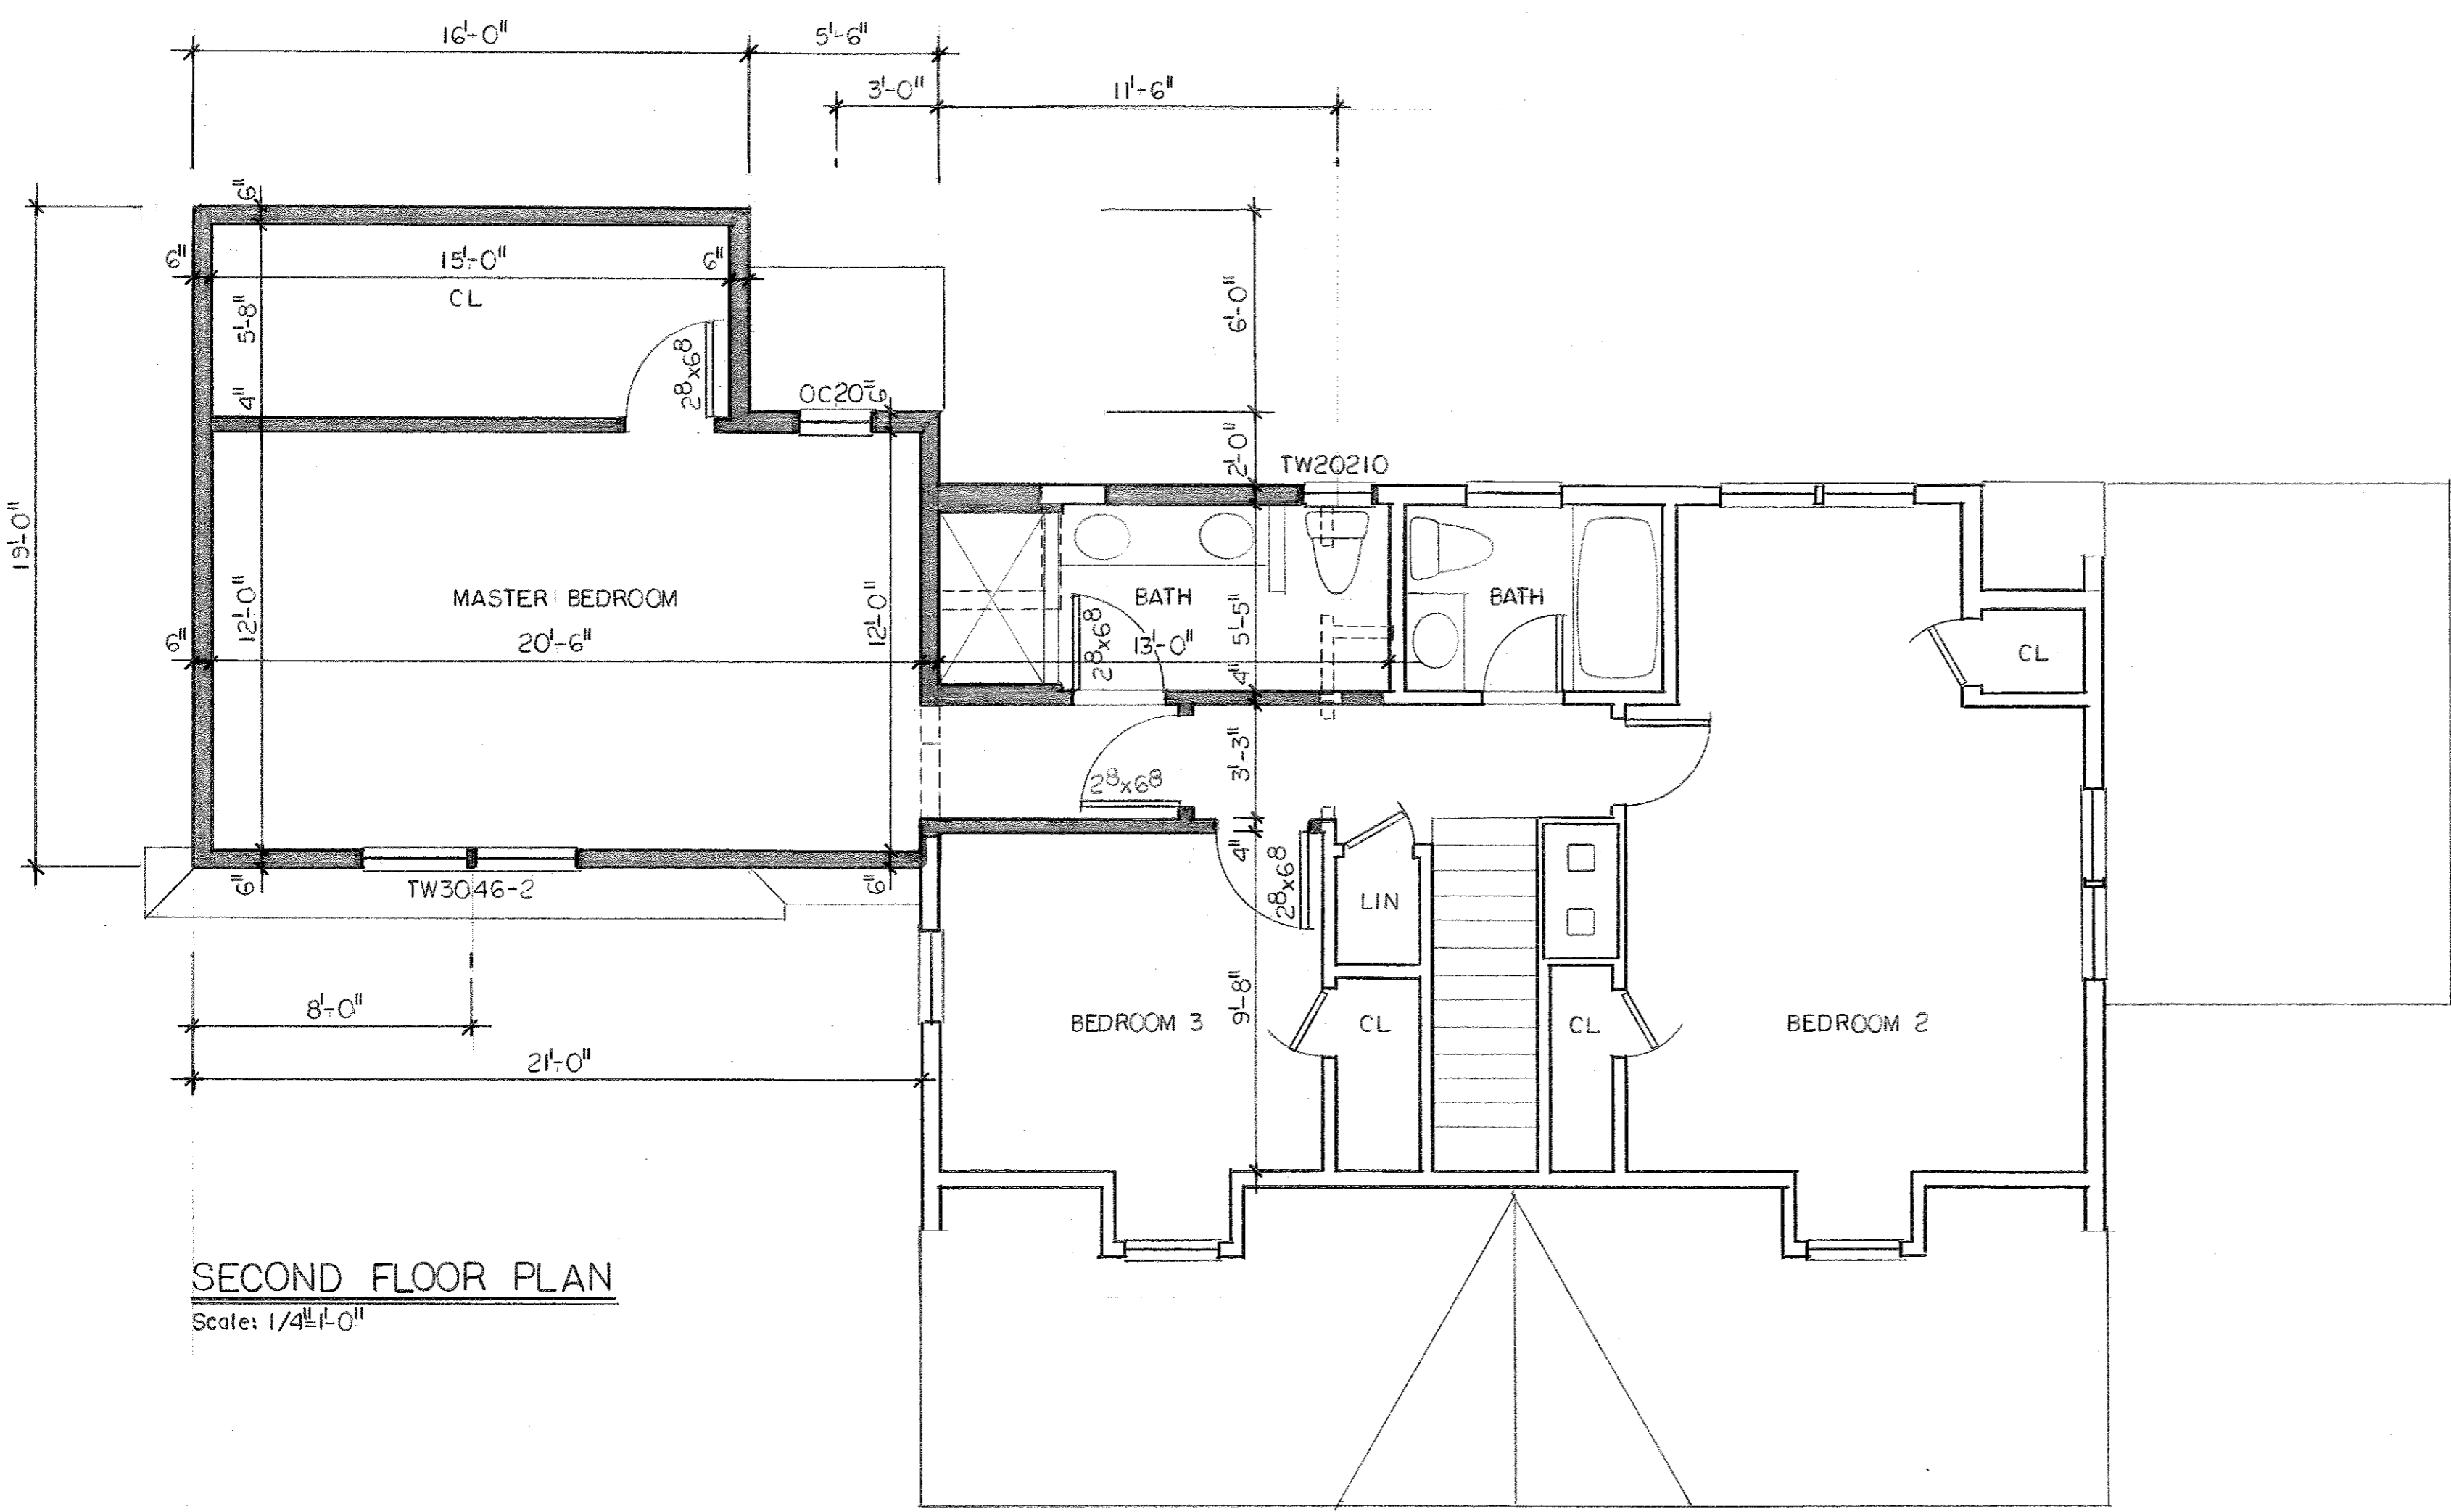 16'-0" 5'-6"
3'-0" 11'-6"
6"
6" 15'-0" 6"
CL
5'-8"
6'-0"
2⁸x6⁸
4"
OC20 6"
2'-0"
TW20210
19'-0"
MASTER BEDROOM
BATH
BATH
12'-0"
12'-0"
5'-5"
6" 20'-6"
2⁸x6⁸
13'-0"
CL
4"
3'-3"
2⁸x6⁸
4"
6"
TW3046-2
6"
2⁸x6⁸
LIN
8'-0"
9'-8"
BEDROOM 3
CL
CL
BEDROOM 2
21'-0"
SECOND FLOOR PLAN
Scale: 1/4"=1'-0"